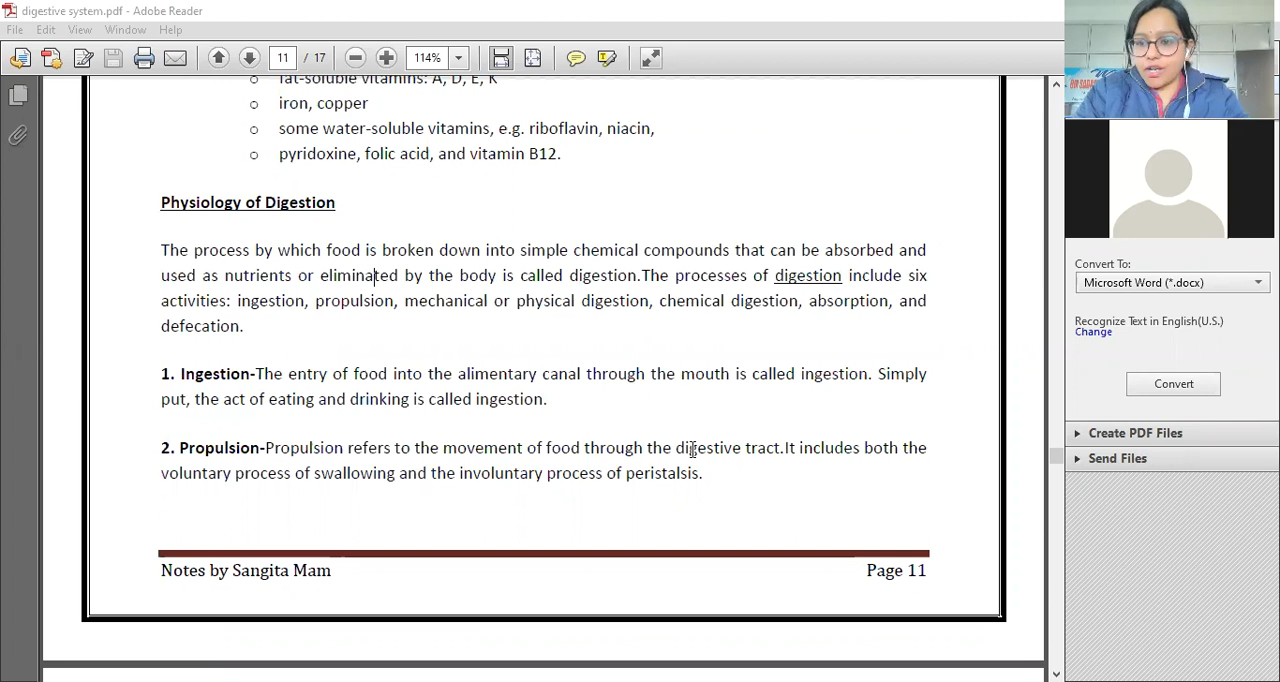 digestive system.pdf - Adobe Reader
File Edit View Window Help
11 / 17 114%
fat-soluble vitamins: A, D, E, K
o iron, copper
o some water-soluble vitamins, e.g. riboflavin, niacin,
o pyridoxine, folic acid, and vitamin B12.
Physiology of Digestion
The process by which food is broken down into simple chemical compounds that can be absorbed and
used as nutrients or eliminated by the body is called digestion.The processes of digestion include six
activities: ingestion, propulsion, mechanical or physical digestion, chemical digestion, absorption, and
defecation.
1. Ingestion-The entry of food into the alimentary canal through the mouth is called ingestion. Simply
put, the act of eating and drinking is called ingestion.
2. Propulsion-Propulsion refers to the movement of food through the digestive tract.It includes both the
voluntary process of swallowing and the involuntary process of peristalsis.
Notes by Sangita Mam Page 11
Convert To:
Microsoft Word (*.docx)
Recognize Text in English(U.S.)
Change
Convert
Create PDF Files
Send Files